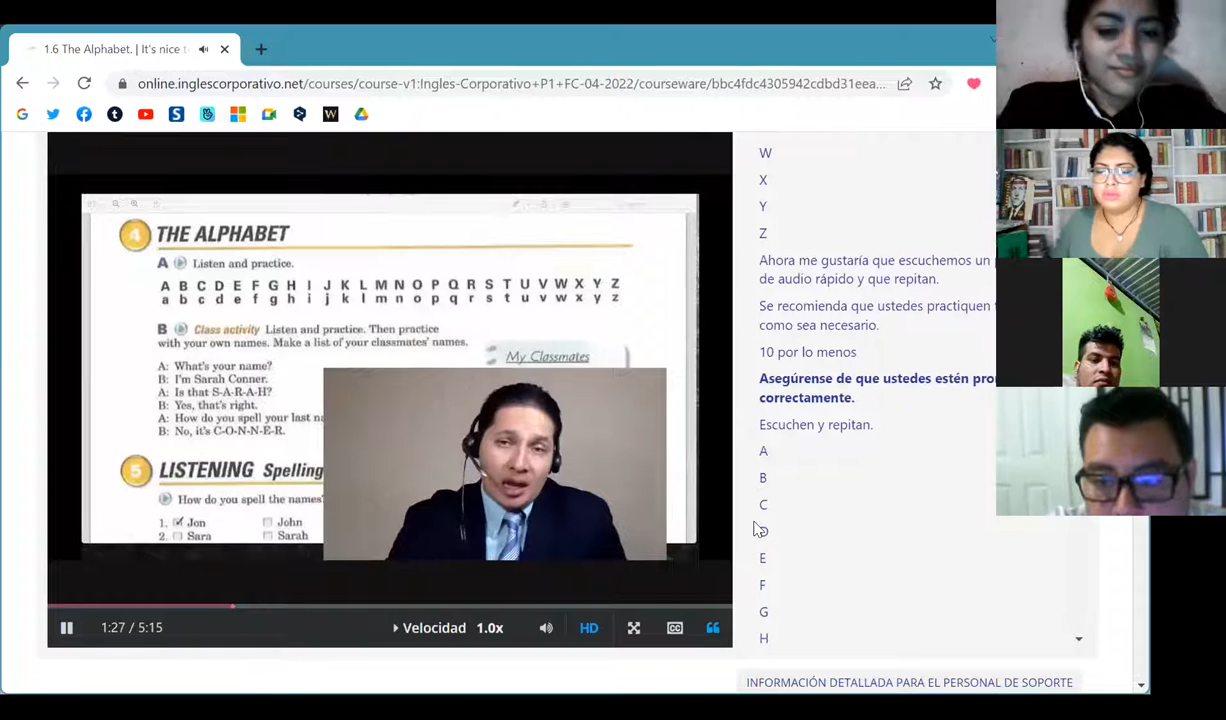 1.6 The Alphabet. | It's nice t
online.inglescorporativo.net/courses/course-v1:Ingles-Corporativo+P1+FC-04-2022/courseware/bbc4fdc4305942cdbd31eea...
4 THE ALPHABET
A Listen and practice.
A B C D E F G H I J K L M N O P Q R S T U V W X Y Z
a b c d e f g h i j k l m n o p q r s t u v w x y z
B Class activity Listen and practice. Then practice
with your own names. Make a list of your classmates' names.
My Classmates
A: What's your name?
B: I'm Sarah Conner.
A: Is that S-A-R-A-H?
B: Yes, that's right.
A: How do you spell your last na
B: No, it's C-O-N-N-E-R.
5 LISTENING Spelling
How do you spell the names?
1. Jon John
2. Sara Sarah
1:27 / 5:15
Velocidad 1.0x
HD
CC
W
X
Y
Z
Ahora me gustaría que escuchemos un
de audio rápido y que repitan.
Se recomienda que ustedes practiquen
como sea necesario.
10 por lo menos
Asegúrense de que ustedes estén pro
correctamente.
Escuchen y repitan.
A
B
C
D
E
F
G
H
INFORMACIÓN DETALLADA PARA EL PERSONAL DE SOPORTE